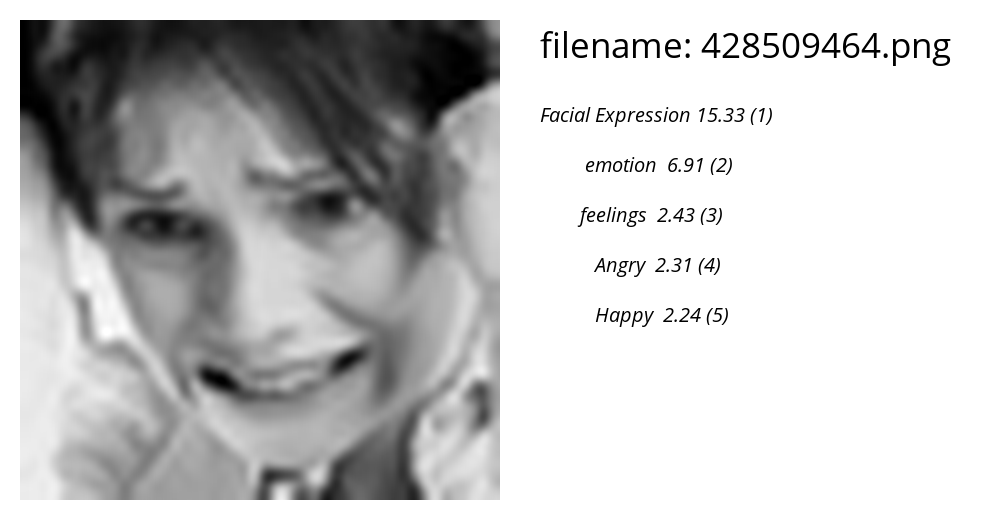 filename: 428509464.png
Facial Expression 15.33 (1)
emotion 6.91 (2)
feelings 2.43 (3)
Angry 2.31 (4)
Happy 2.24 (5)